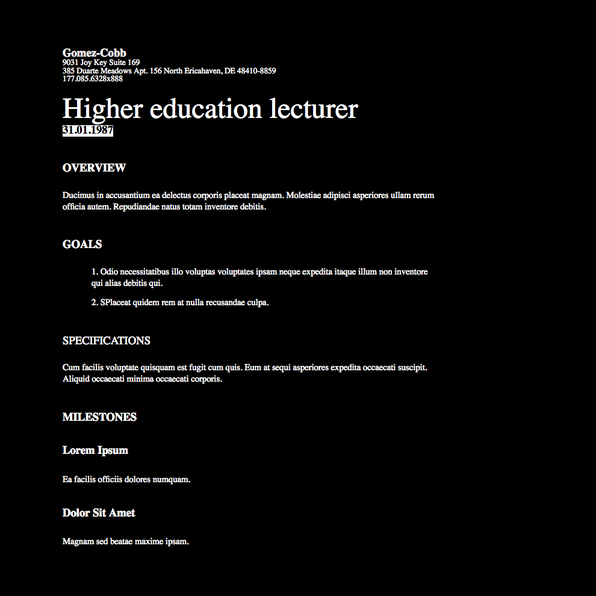 Gomez-Cobb
9031 Joy Key Suite 169
385 Duarte Meadows Apt. 156 North Ericahaven, DE 48410-8859
177.085.6328x888
Higher education lecturer
31.01.1987
OVERVIEW
Ducimus in accusantium ea delectus corporis placeat magnam. Molestiae adipisci asperiores ullam rerum
officia autem. Repudiandae natus totam inventore debitis.
GOALS
1. Odio necessitatibus illo voluptas voluptates ipsam neque expedita itaque illum non inventore
qui alias debitis qui.
2. SPlaceat quidem rem at nulla recusandae culpa.
SPECIFICATIONS
Cum facilis voluptate quisquam est fugit cum quis. Eum at sequi asperiores expedita occaecati suscipit.
Aliquid occaecati minima occaecati corporis.
MILESTONES
Lorem Ipsum
Ea facilis officiis dolores numquam.
Dolor Sit Amet
Magnam sed beatae maxime ipsam.